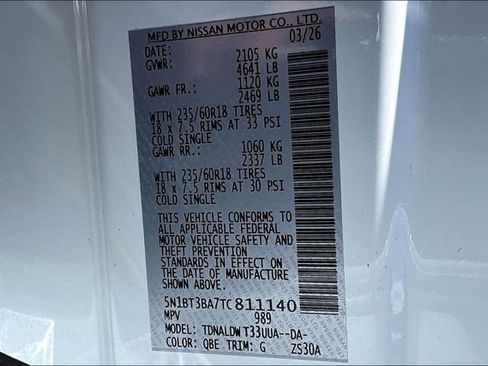 MFD BY NISSAN MOTOR CO., LTD.
DATE: 03/26
GVWR: 2105 KG
4641 LB
GAWR FR.: 1120 KG
2469 LB
WITH 235/60R18 TIRES
18 x 7.5 RIMS AT 33 PSI
COLD SINGLE
GAWR RR.: 1060 KG
2337 LB
WITH 235/60R18 TIRES
18 x 7.5 RIMS AT 30 PSI
COLD SINGLE
THIS VEHICLE CONFORMS TO
ALL APPLICABLE FEDERAL
MOTOR VEHICLE SAFETY AND
THEFT PREVENTION
STANDARDS IN EFFECT ON
THE DATE OF MANUFACTURE
SHOWN ABOVE.
5N1BT3BA7TC811140
MPV 989
MODEL: TDNALDWT33UUA--DA-
COLOR: QBE TRIM: G ZS30A